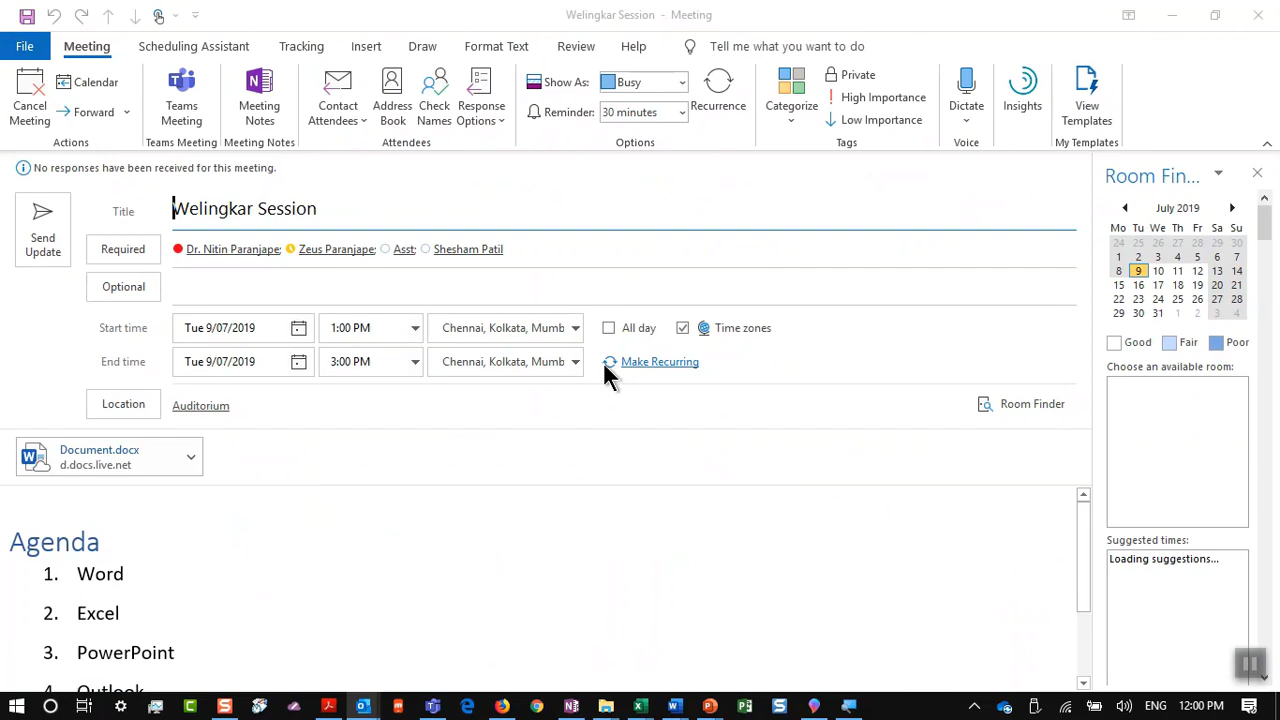 Welingkar Session - Meeting
File Meeting Scheduling Assistant Tracking Insert Draw Format Text Review Help Tell me what you want to do
Cancel Meeting
Calendar
Forward
Actions
Teams Meeting
Teams Meeting
Meeting Notes
Meeting Notes
Contact Attendees
Address Book
Check Names
Response Options
Attendees
Show As: Busy
Reminder: 30 minutes
Recurrence
Options
Categorize
Private
High Importance
Low Importance
Tags
Dictate
Voice
Insights
View Templates
My Templates
No responses have been received for this meeting.
Send Update
Title Welingkar Session
Required Dr. Nitin Paranjape; Zeus Paranjape; Asst; Shesham Patil
Optional
Start time Tue 9/07/2019 1:00 PM Chennai, Kolkata, Mumb All day Time zones
End time Tue 9/07/2019 3:00 PM Chennai, Kolkata, Mumb Make Recurring
Location Auditorium Room Finder
Document.docx
d.docs.live.net
Agenda
1. Word
2. Excel
3. PowerPoint
4. Outlook
Room Fin...
July 2019
Mo Tu We Th Fr Sa Su
24 25 26 27 28 29 30
1 2 3 4 5 6 7
8 9 10 11 12 13 14
15 16 17 18 19 20 21
22 23 24 25 26 27 28
29 30 31 1 2 3 4
Good Fair Poor
Choose an available room:
Suggested times:
Loading suggestions...
ENG 12:00 PM